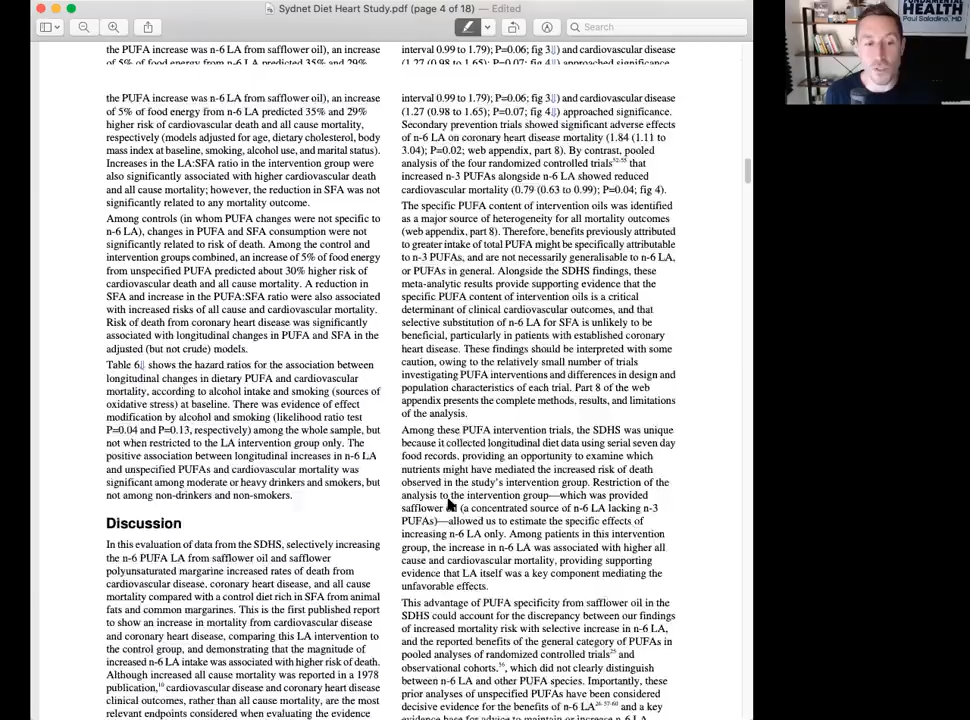 Sydnet Diet Heart Study.pdf (page 4 of 18) — Edited
Search
FUNDAMENTAL
HEALTH
Paul Saladino, M.D.
the PUFA increase was n-6 LA from safflower oil), an increase
of 5% of food energy from n-6 LA predicted 35% and 29%
the PUFA increase was n-6 LA from safflower oil), an increase
of 5% of food energy from n-6 LA predicted 35% and 29%
higher risk of cardiovascular death and all cause mortality,
respectively (models adjusted for age, dietary cholesterol, body
mass index at baseline, smoking, alcohol use, and marital status).
Increases in the LA:SFA ratio in the intervention group were
also significantly associated with higher cardiovascular death
and all cause mortality; however, the reduction in SFA was not
significantly related to any mortality outcome.
Among controls (in whom PUFA changes were not specific to
n-6 LA), changes in PUFA and SFA consumption were not
significantly related to risk of death. Among the control and
intervention groups combined, an increase of 5% of food energy
from unspecified PUFA predicted about 30% higher risk of
cardiovascular death and all cause mortality. A reduction in
SFA and increase in the PUFA:SFA ratio were also associated
with increased risks of all cause and cardiovascular mortality.
Risk of death from coronary heart disease was significantly
associated with longitudinal changes in PUFA and SFA in the
adjusted (but not crude) models.
Table 6⇓ shows the hazard ratios for the association between
longitudinal changes in dietary PUFA and cardiovascular
mortality, according to alcohol intake and smoking (sources of
oxidative stress) at baseline. There was evidence of effect
modification by alcohol and smoking (likelihood ratio test
P=0.04 and P=0.13, respectively) among the whole sample, but
not when restricted to the LA intervention group only. The
positive association between longitudinal increases in n-6 LA
and unspecified PUFAs and cardiovascular mortality was
significant among moderate or heavy drinkers and smokers, but
not among non-drinkers and non-smokers.
Discussion
In this evaluation of data from the SDHS, selectively increasing
the n-6 PUFA LA from safflower oil and safflower
polyunsaturated margarine increased rates of death from
cardiovascular disease, coronary heart disease, and all cause
mortality compared with a control diet rich in SFA from animal
fats and common margarines. This is the first published report
to show an increase in mortality from cardiovascular disease
and coronary heart disease, comparing this LA intervention to
the control group, and demonstrating that the magnitude of
increased n-6 LA intake was associated with higher risk of death.
Although increased all cause mortality was reported in a 1978
publication,10 cardiovascular disease and coronary heart disease
clinical outcomes, rather than all cause mortality, are the most
relevant endpoints considered when evaluating the evidence
interval 0.99 to 1.79); P=0.06; fig 3⇓) and cardiovascular disease
(1.27 (0.98 to 1.65); P=0.07; fig 4⇓) approached significance.
interval 0.99 to 1.79); P=0.06; fig 3⇓) and cardiovascular disease
(1.27 (0.98 to 1.65); P=0.07; fig 4⇓) approached significance.
Secondary prevention trials showed significant adverse effects
of n-6 LA on coronary heart disease mortality (1.84 (1.11 to
3.04); P=0.02; web appendix, part 8). By contrast, pooled
analysis of the four randomized controlled trials52-55 that
increased n-3 PUFAs alongside n-6 LA showed reduced
cardiovascular mortality (0.79 (0.63 to 0.99); P=0.04; fig 4).
The specific PUFA content of intervention oils was identified
as a major source of heterogeneity for all mortality outcomes
(web appendix, part 8). Therefore, benefits previously attributed
to greater intake of total PUFA might be specifically attributable
to n-3 PUFAs, and are not necessarily generalisable to n-6 LA,
or PUFAs in general. Alongside the SDHS findings, these
meta-analytic results provide supporting evidence that the
specific PUFA content of intervention oils is a critical
determinant of clinical cardiovascular outcomes, and that
selective substitution of n-6 LA for SFA is unlikely to be
beneficial, particularly in patients with established coronary
heart disease. These findings should be interpreted with some
caution, owing to the relatively small number of trials
investigating PUFA interventions and differences in design and
population characteristics of each trial. Part 8 of the web
appendix presents the complete methods, results, and limitations
of the analysis.
Among these PUFA intervention trials, the SDHS was unique
because it collected longitudinal diet data using serial seven day
food records, providing an opportunity to examine which
nutrients might have mediated the increased risk of death
observed in the study's intervention group. Restriction of the
analysis to the intervention group—which was provided
safflower (a concentrated source of n-6 LA lacking n-3
PUFAs)—allowed us to estimate the specific effects of
increasing n-6 LA only. Among patients in this intervention
group, the increase in n-6 LA was associated with higher all
cause and cardiovascular mortality, providing supporting
evidence that LA itself was a key component mediating the
unfavorable effects.
This advantage of PUFA specificity from safflower oil in the
SDHS could account for the discrepancy between our findings
of increased mortality risk with selective increase in n-6 LA,
and the reported benefits of the general category of PUFAs in
pooled analyses of randomized controlled trials and
observational cohorts. , which did not clearly distinguish
between n-6 and other PUFA species. Importantly, these
prior analyses of unspecified PUFAs have been considered
decisive evidence for the benefits of n-6 LA and a key
evidence base for advice to maintain or increase n-6 LA